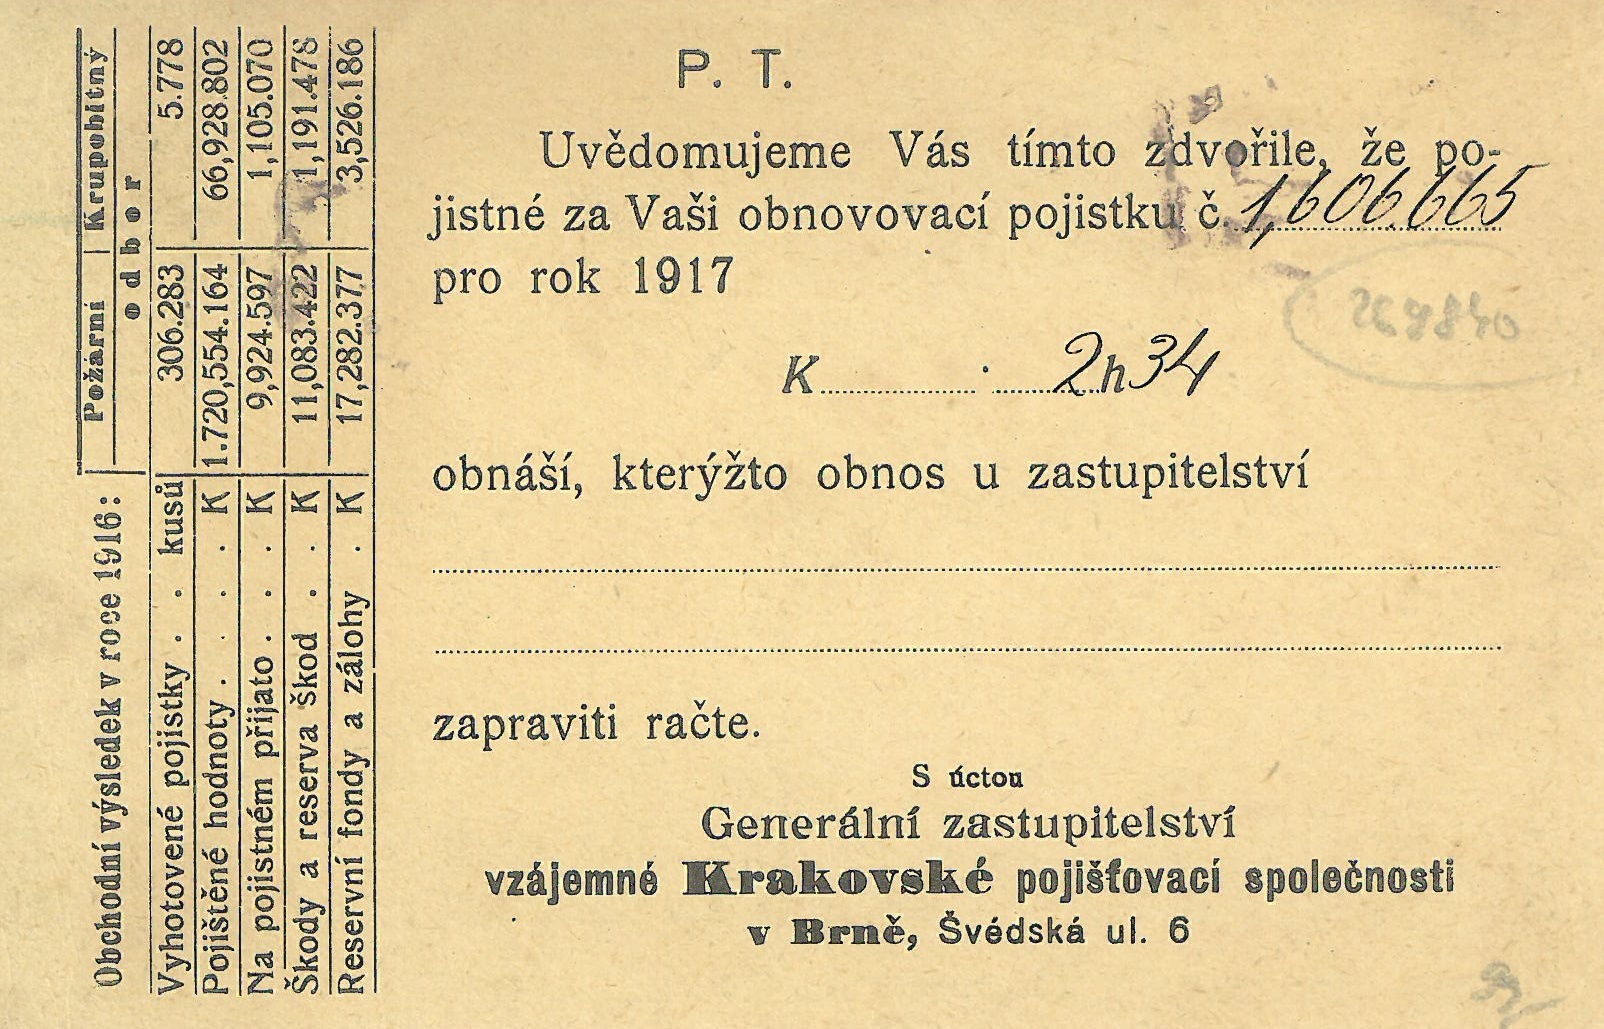 P. T.
Uvědomujeme Vás tímto zdvořile, že po-
jistné za Vaši obnovovací pojistku č. 1,606.665
pro rok 1917
K 2 h 34
obnáší, kterýžto obnos u zastupitelství
zapraviti račte.
S úctou
Generální zastupitelství
vzájemné Krakovské pojišťovací společnosti
v Brně, Švédská ul. 6
264840
Obchodní výsledek v roce 1916: Požární Krupobitný
odbor
Vyhotovené pojistky . . kusů 306.283 5.778
Pojištěné hodnoty . . . K 1.720,554.164 66,928.802
Na pojistném přijato . . . K 9,924.597 1,105.070
Škody a reserva škod . . K 11,083.422 1,191.478
Reservní fondy a zálohy . K 17,282.377 3,526.186